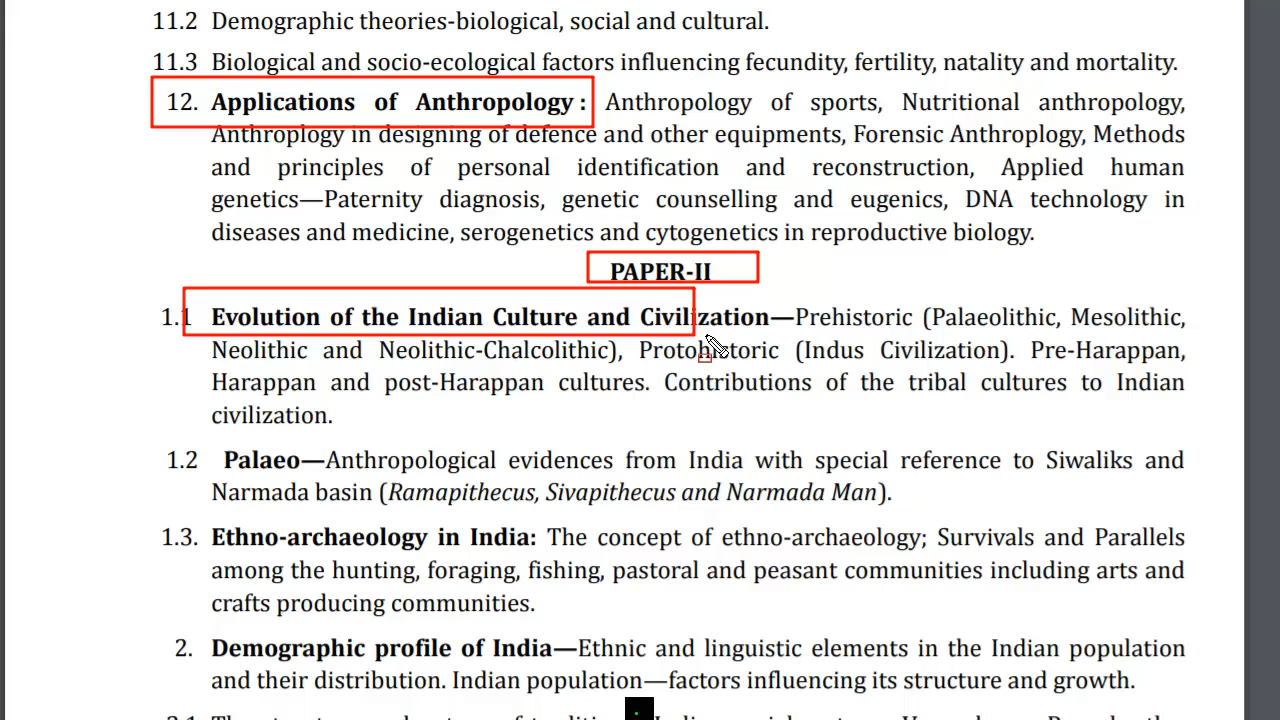 11.2 Demographic theories-biological, social and cultural.
11.3 Biological and socio-ecological factors influencing fecundity, fertility, natality and mortality.
12. Applications of Anthropology : Anthropology of sports, Nutritional anthropology,
Anthroplogy in designing of defence and other equipments, Forensic Anthroplogy, Methods
and principles of personal identification and reconstruction, Applied human
genetics—Paternity diagnosis, genetic counselling and eugenics, DNA technology in
diseases and medicine, serogenetics and cytogenetics in reproductive biology.
PAPER-II
1.1 Evolution of the Indian Culture and Civilization—Prehistoric (Palaeolithic, Mesolithic,
Neolithic and Neolithic-Chalcolithic), Protohistoric (Indus Civilization). Pre-Harappan,
Harappan and post-Harappan cultures. Contributions of the tribal cultures to Indian
civilization.
1.2 Palaeo—Anthropological evidences from India with special reference to Siwaliks and
Narmada basin (Ramapithecus, Sivapithecus and Narmada Man).
1.3. Ethno-archaeology in India: The concept of ethno-archaeology; Survivals and Parallels
among the hunting, foraging, fishing, pastoral and peasant communities including arts and
crafts producing communities.
2. Demographic profile of India—Ethnic and linguistic elements in the Indian population
and their distribution. Indian population—factors influencing its structure and growth.